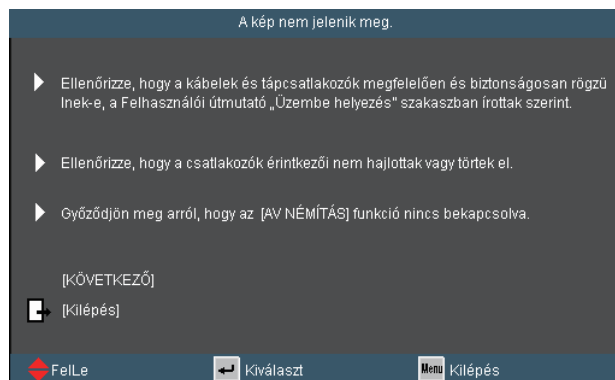 A kép nem jelenik meg.
Ellenőrizze, hogy a kábelek és tápcsatlakozók megfelelően és biztonságosan rögzü
lnek-e, a Felhasználói útmutató „Üzembe helyezés" szakaszban írottak szerint.
Ellenőrizze, hogy a csatlakozók érintkezői nem hajlottak vagy törtek el.
Győződjön meg arról, hogy az [AV NÉMÍTÁS] funkció nincs bekapcsolva.
[KÖVETKEZŐ]
[Kilépés]
FelLe Kiválaszt Menu Kilépés